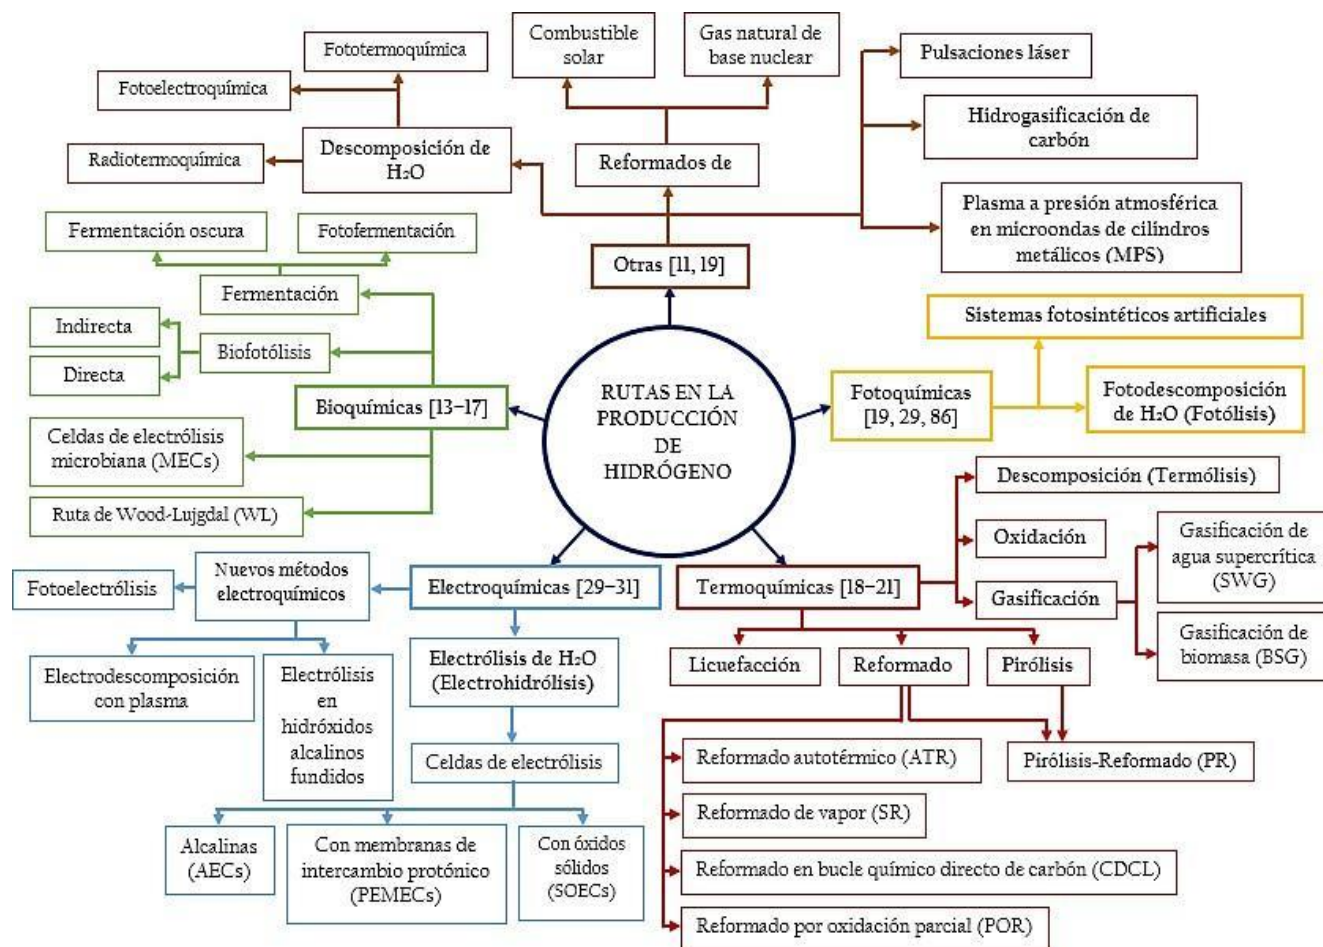 Combustible
solar
Gas natural de
base nuclear
Fototermoquímica
Pulsaciones láser
Fotoelectroquímica
Hidrogasificación de
carbón
Descomposición de
H₂O
Radiotermoquímica
Reformados de
Plasma a presión atmosférica
en microondas de cilíndros
metálicos (MPS)
Fermentación oscura
Fotofermentación
Otras [11, 19]
Fermentación
Sistemas fotosintéticos artificiales
Indirecta
Biofotólisis
Directa
RUTAS EN LA
PRODUCCIÓN
DE
HIDRÓGENO
Bioquímicas [13−17]
Fotoquímicas
[19, 29, 86]
Fotodescomposición
de H₂O (Fotólisis)
Celdas de electrólisis
microbiana (MECs)
Ruta de Wood-Lujgdal (WL)
Descomposición (Termólisis)
Oxidación
Gasificación de
agua supercrítica
(SWG)
Fotoelectrólisis
Nuevos métodos
electroquímicos
Electroquímicas [29−31]
Termoquímicas [18−21]
Gasificación
Gasificación de
biomasa (BSG)
Electrodescomposición
con plasma
Electrólisis
en
hidróxidos
alcalinos
fundidos
Electrólisis de H₂O
(Electrohidrólisis)
Licuefacción
Reformado
Pirólisis
Celdas de electrólisis
Reformado autotérmico (ATR)
Pirólisis-Reformado (PR)
Reformado de vapor (SR)
Alcalinas
(AECs)
Con membranas de
intercambio protónico
(PEMECs)
Con óxidos
sólidos
(SOECs)
Reformado en bucle químico directo de carbón (CDCL)
Reformado por oxidación parcial (POR)